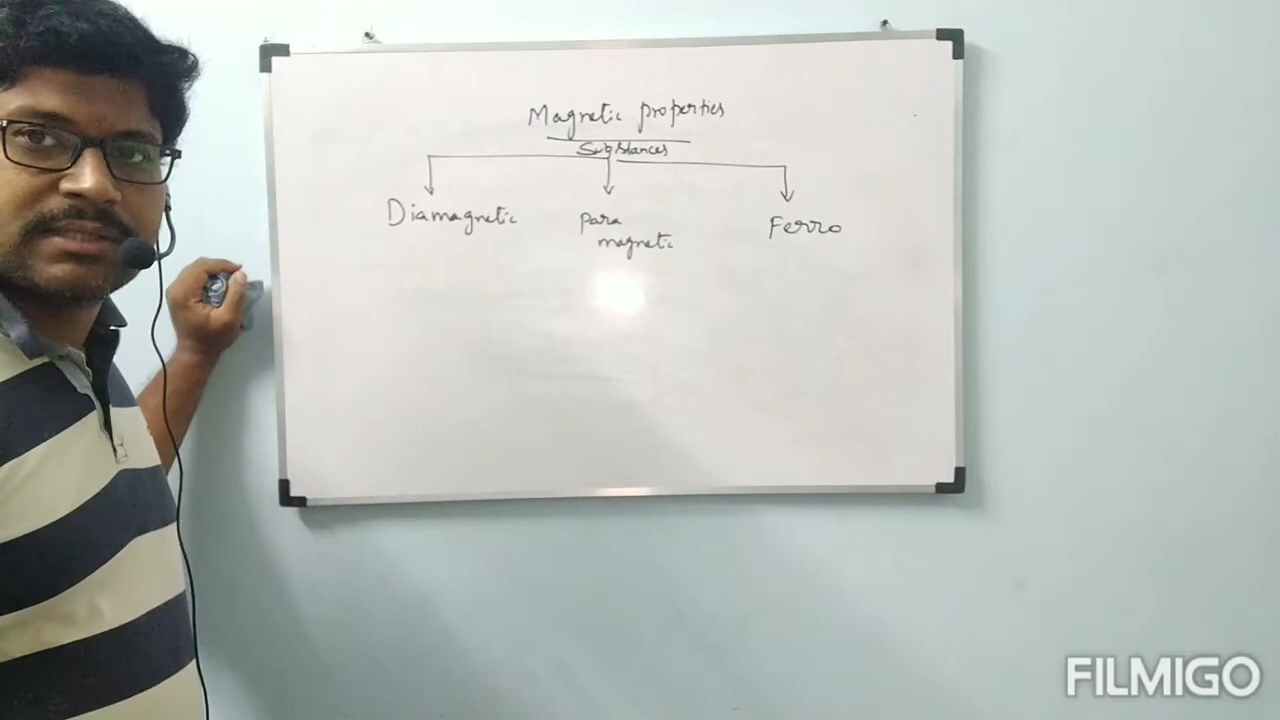 Magnetic properties
Substances
Diamagnetic
Para
magnetic
Ferro
FILMIGO